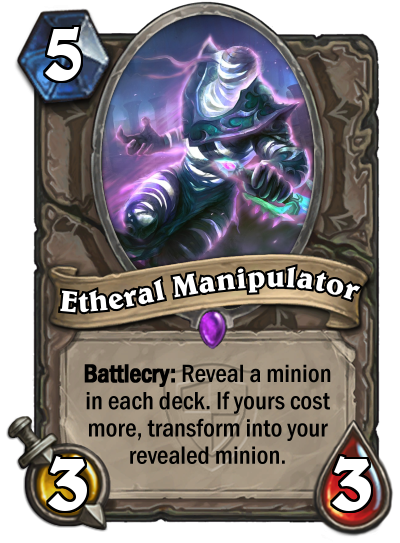 5
Etheral Manipulator
Battlecry: Reveal a minion
in each deck. If yours cost
more, transform into your
revealed minion.
3
3